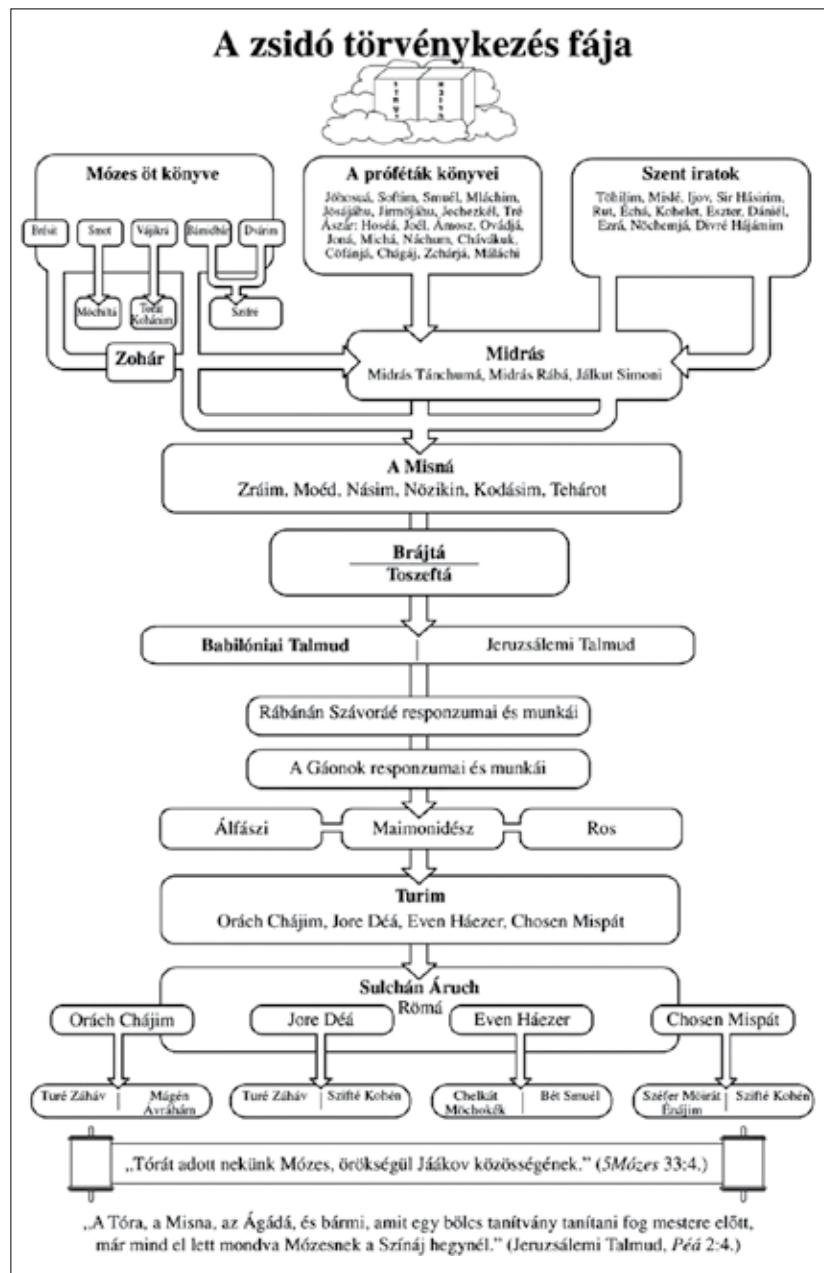 A zsidó törvénykezés fája
Mózes öt könyve
Brésit
Smot
Vájikrá
Bámidbár
Dvárim
Móchiltá
Torát
Kohánim
Szifré
Zohár
A próféták könyvei
Jóhosuá, Softim, Smuél, Mláchim,
Jósájáhu, Jirmöjáhu, Jechezkél, Tré
Ászár: Hoséá, Joél, Ámosz, Ovádjá,
Joná, Michá, Náchum, Chávákuk,
Cöfánjá, Chágáj, Zchárjá, Máláchi
Szent iratok
Töhilim, Mislé, Ijov, Sir Hásirim,
Rut, Échá, Kohelet, Eszter, Dániél,
Ezrá, Nöchemjá, Divré Hájámim
Midrás
Midrás Tánchumá, Midrás Rábá, Jálkut Simoni
A Misná
Zráim, Moéd, Násim, Nözikin, Kodásim, Tehárot
Brájtá
Toszeftá
Babilóniai Talmud | Jeruzsálemi Talmud
Rábánán Szávoráé responzumai és munkái
A Gáonok responzumai és munkái
Álfászi
Maimonidész
Ros
Turim
Orách Chájim, Jore Déá, Even Háezer, Chosen Mispát
Sulchán Áruch
Römá
Orách Chájim
Jore Déá
Even Háezer
Chosen Mispát
Turé Záháv
Mágén
Ávráhám
Turé Záháv
Szifté Kohén
Chelkát
Möchokék
Bét Smuél
Széfer Möirát
Énájim
Szifté Kohén
„Tórát adott nekünk Mózes, örökségül Jáákov közösségének.” (5Mózes 33:4.)
„A Tóra, a Misna, az Ágádá, és bármi, amit egy bölcs tanítvány tanítani fog mestere előtt,
már mind el lett mondva Mózesnek a Színáj hegynél.” (Jeruzsálemi Talmud, Péá 2:4.)